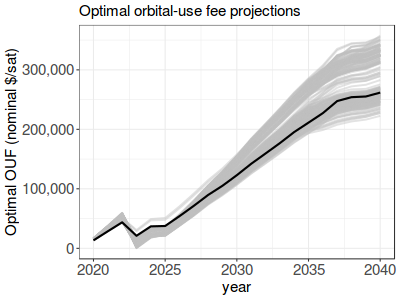 Optimal orbital-use fee projections
Optimal OUF (nominal $/sat)
300,000
200,000
100,000
0
2020 2025 2030 2035 2040
year